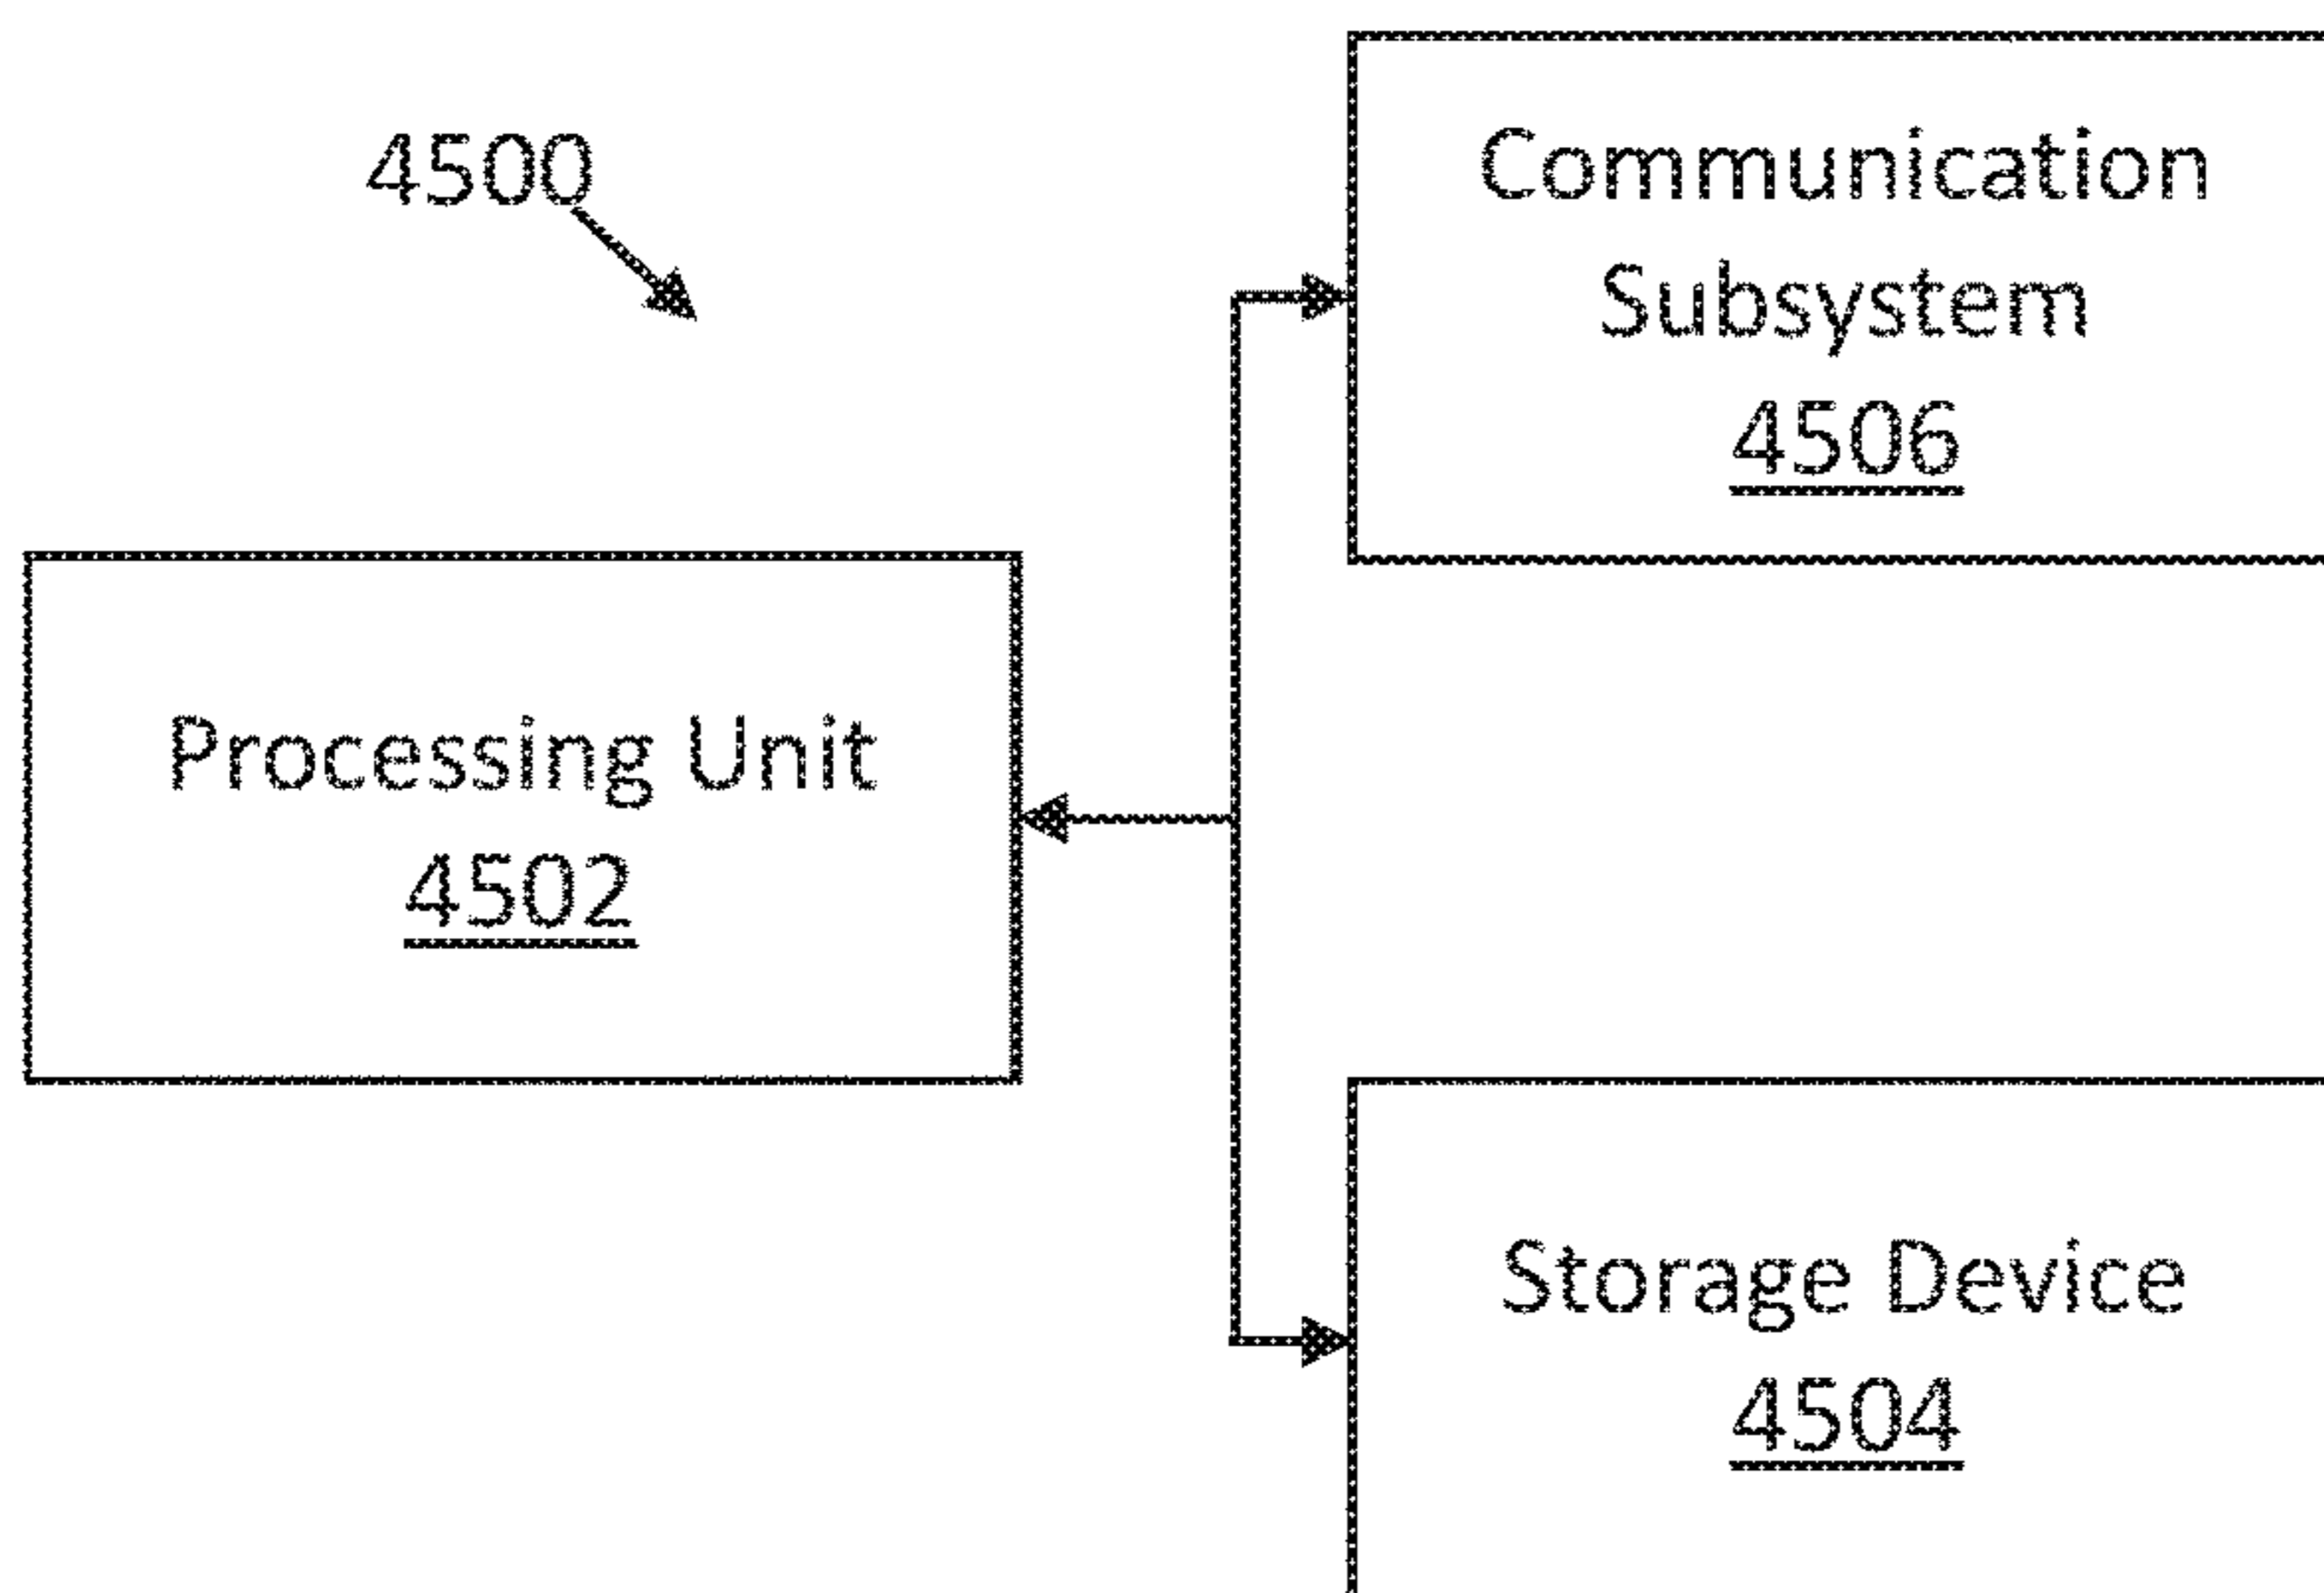 4500
Communication
Subsystem
4506
Processing Unit
4502
Storage Device
4504